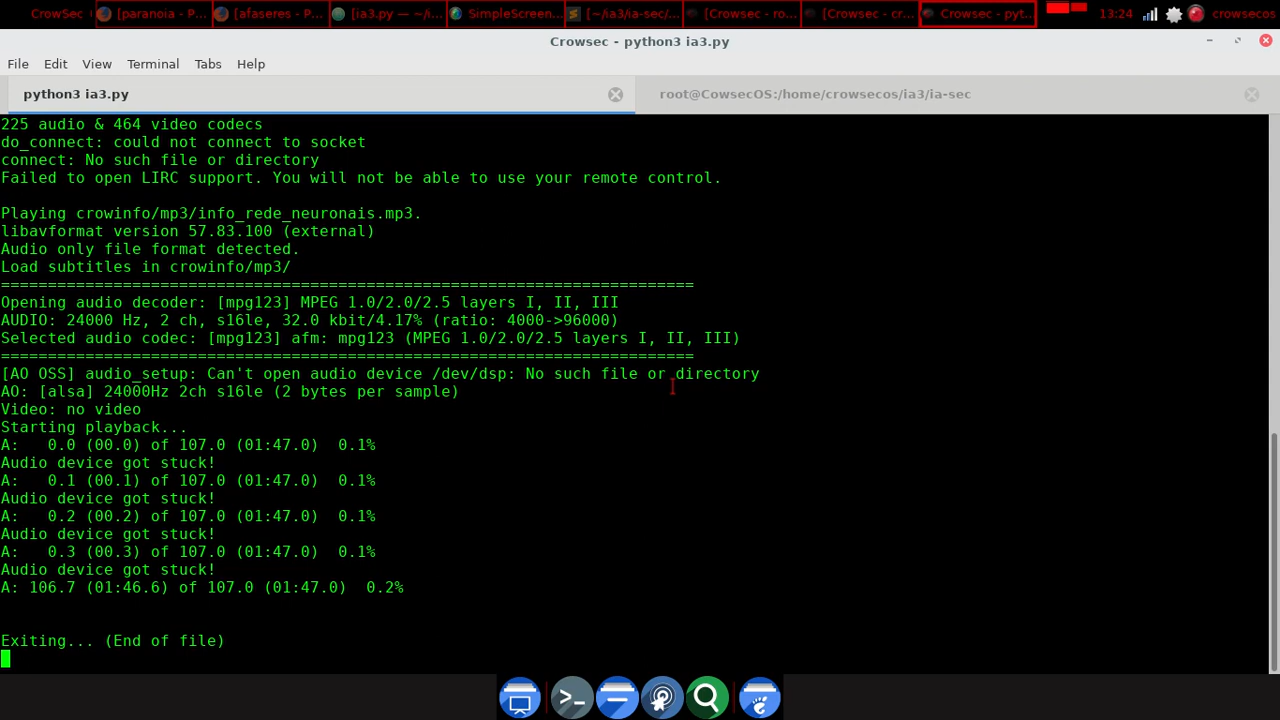 CrowSec
[paranoia - P...
[afaseres - P...
[ia3.py — ~/i...
SimpleScreen...
[~/ia3/ia-sec/...
[Crowsec - ro...
[Crowsec - cr...
Crowsec - pyt...
13:24
crowsecos
Crowsec - python3 ia3.py
File Edit View Terminal Tabs Help
python3 ia3.py
root@CowsecOS:/home/crowsecos/ia3/ia-sec
225 audio & 464 video codecs
do_connect: could not connect to socket
connect: No such file or directory
Failed to open LIRC support. You will not be able to use your remote control.
Playing crowinfo/mp3/info_rede_neuronais.mp3.
libavformat version 57.83.100 (external)
Audio only file format detected.
Load subtitles in crowinfo/mp3/
==========================================================================
Opening audio decoder: [mpg123] MPEG 1.0/2.0/2.5 layers I, II, III
AUDIO: 24000 Hz, 2 ch, s16le, 32.0 kbit/4.17% (ratio: 4000->96000)
Selected audio codec: [mpg123] afm: mpg123 (MPEG 1.0/2.0/2.5 layers I, II, III)
==========================================================================
[AO OSS] audio_setup: Can't open audio device /dev/dsp: No such file or directory
AO: [alsa] 24000Hz 2ch s16le (2 bytes per sample)
Video: no video
Starting playback...
A:   0.0 (00.0) of 107.0 (01:47.0)  0.1%
Audio device got stuck!
A:   0.1 (00.1) of 107.0 (01:47.0)  0.1%
Audio device got stuck!
A:   0.2 (00.2) of 107.0 (01:47.0)  0.1%
Audio device got stuck!
A:   0.3 (00.3) of 107.0 (01:47.0)  0.1%
Audio device got stuck!
A: 106.7 (01:46.6) of 107.0 (01:47.0)  0.2%
Exiting... (End of file)